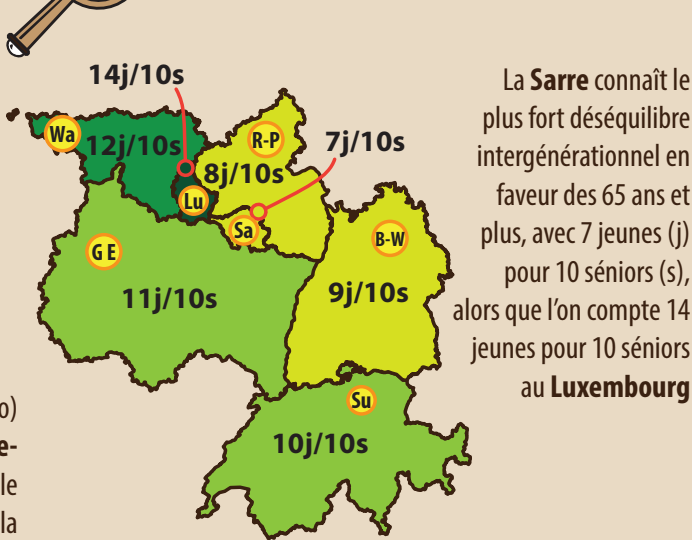 14j/10s
Wa
12j/10s
R-P
8j/10s
7j/10s
Lu
Sa
G E
B-W
11j/10s
9j/10s
Su
10j/10s
La Sarre connaît le
plus fort déséquilibre
intergénérationnel en
faveur des 65 ans et
plus, avec 7 jeunes (j)
pour 10 séniors (s),
alors que l’on compte 14
jeunes pour 10 séniors
au Luxembourg
o)
e-
le
la